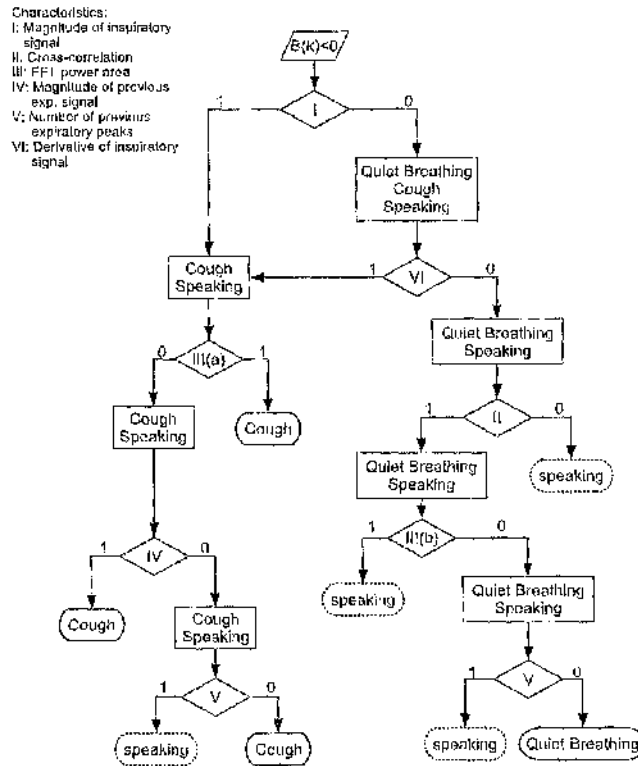 Characteristics:
I: Magnitude of inspiratory
signal
II. Cross-correlation
III: FFT power area
IV: Magnitude of previous
exp. signal
V: Number of previous
expiratory peaks
VI: Derivative of inspiratory
signal
B(k)<0
1
I
0
Quiet Breathing
Cough
Speaking
Cough
Speaking
1
VI
0
Quiet Breathing
Speaking
0
III(a)
1
Cough
Speaking
Cough
1
II
0
Quiet Breathing
Speaking
speaking
1
III(b)
0
1
IV
0
speaking
Quiet Breathing
Speaking
Cough
Cough
Speaking
1
V
0
1
V
0
speaking
Cough
speaking
Quiet Breathing